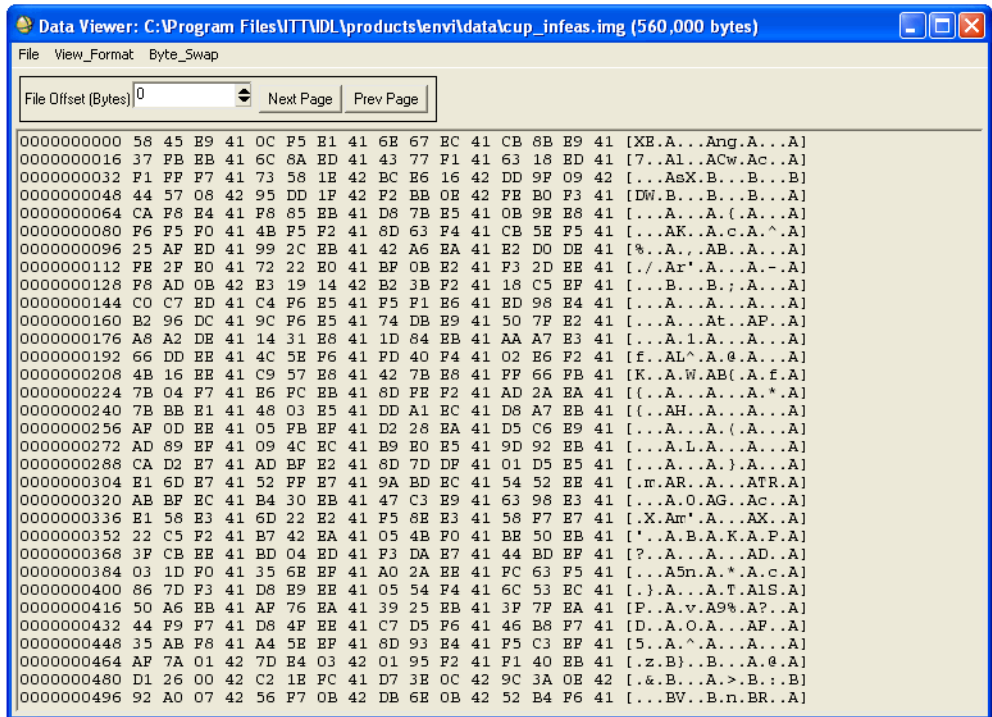 Data Viewer: C:\Program Files\ITT\IDL\products\envi\data\cup_infeas.img (560,000 bytes)
File View_Format Byte_Swap
File Offset (Bytes) 0 Next Page Prev Page
0000000000 58 45 E9 41 0C F5 E1 41 6E 67 EC 41 CB 8B E9 41 [XE.A...Ang.A...A]
0000000016 37 FB EB 41 6C 8A ED 41 43 77 F1 41 63 18 ED 41 [7..Al..ACw.Ac..A]
0000000032 F1 FF F7 41 73 58 1E 42 BC E6 16 42 DD 9F 09 42 [...AsX.B...B...B]
0000000048 44 57 08 42 95 DD 1F 42 F2 BB 0E 42 FE B0 F3 41 [DW.B...B...B...A]
0000000064 CA F8 E4 41 F8 85 EB 41 D8 7B E5 41 0B 9E E8 41 [...A...A.{.A...A]
0000000080 F6 F5 F0 41 4B F5 F2 41 8D 63 F4 41 CB 5E F5 41 [...AK..A.c.A.^.A]
0000000096 25 AF ED 41 99 2C EB 41 42 A6 EA 41 E2 D0 DE 41 [%..A.,.AB..A...A]
0000000112 FE 2F E0 41 72 22 E0 41 BF 0B E2 41 F3 2D EE 41 [./.Ar".A...A.-.A]
0000000128 F8 AD 0B 42 E3 19 14 42 B2 3B F2 41 18 C5 EF 41 [...B...B.;.A...A]
0000000144 C0 C7 ED 41 C4 F6 E5 41 F5 F1 E6 41 ED 98 E4 41 [...A...A...A...A]
0000000160 B2 96 DC 41 9C F6 E5 41 74 DB E9 41 50 7F E2 41 [...A...At..AP..A]
0000000176 A8 A2 DE 41 14 31 E8 41 1D 84 EB 41 AA A7 E3 41 [...A.1.A...A...A]
0000000192 66 DD EE 41 4C 5E F6 41 FD 40 F4 41 02 E6 F2 41 [f..AL^.A.@.A...A]
0000000208 4B 16 EE 41 C9 57 E8 41 42 7B E8 41 FF 66 FB 41 [K..A.W.AB{.A.f.A]
0000000224 7B 04 F7 41 E6 FC EB 41 8D FE F2 41 AD 2A EA 41 [{..A...A...A.*.A]
0000000240 7B BB E1 41 48 03 E5 41 DD A1 EC 41 D8 A7 EB 41 [{..AH..A...A...A]
0000000256 AF 0D EE 41 05 FB EF 41 D2 28 EA 41 D5 C6 E9 41 [...A...A.(.A...A]
0000000272 AD 89 EF 41 09 4C EC 41 B9 E0 E5 41 9D 92 EB 41 [...A.L.A...A...A]
0000000288 CA D2 E7 41 AD BF E2 41 8D 7D DF 41 01 D5 E5 41 [...A...A.}.A...A]
0000000304 E1 6D E7 41 52 FF E7 41 9A BD EC 41 54 52 EE 41 [.m.AR..A...ATR.A]
0000000320 AB BF EC 41 B4 30 EB 41 47 C3 E9 41 63 98 E3 41 [...A.0.AG..Ac..A]
0000000336 E1 58 E3 41 6D 22 E2 41 F5 8E E3 41 58 F7 E7 41 [.X.Am".A...AX..A]
0000000352 22 C5 F2 41 B7 42 EA 41 05 4B F0 41 BE 50 EB 41 ["..A.B.A.K.A.P.A]
0000000368 3F CB EE 41 BD 04 ED 41 F3 DA E7 41 44 BD EF 41 [?..A...A...AD..A]
0000000384 03 1D F0 41 35 6E EF 41 A0 2A EE 41 FC 63 F5 41 [...A5n.A.*.A.c.A]
0000000400 86 7D F3 41 D8 E9 EE 41 05 54 F4 41 6C 53 EC 41 [.}.A...A.T.AlS.A]
0000000416 50 A6 EB 41 AF 76 EA 41 39 25 EB 41 3F 7F EA 41 [P..A.v.A9%.A?..A]
0000000432 44 F9 F7 41 D8 4F EE 41 C7 D5 F6 41 46 B8 F7 41 [D..A.O.A...AF..A]
0000000448 35 AB F8 41 A4 5E EF 41 8D 93 E4 41 F5 C3 EF 41 [5..A.^.A...A...A]
0000000464 AF 7A 01 42 7D E4 03 42 01 95 F2 41 F1 40 EB 41 [.z.B}..B...A.@.A]
0000000480 D1 26 00 42 C2 1E FC 41 D7 3E 0C 42 9C 3A 0E 42 [.&.B...A.>.B.:.B]
0000000496 92 A0 07 42 56 F7 0B 42 DB 6E 0B 42 52 B4 F6 41 [...BV..B.n.BR..A]